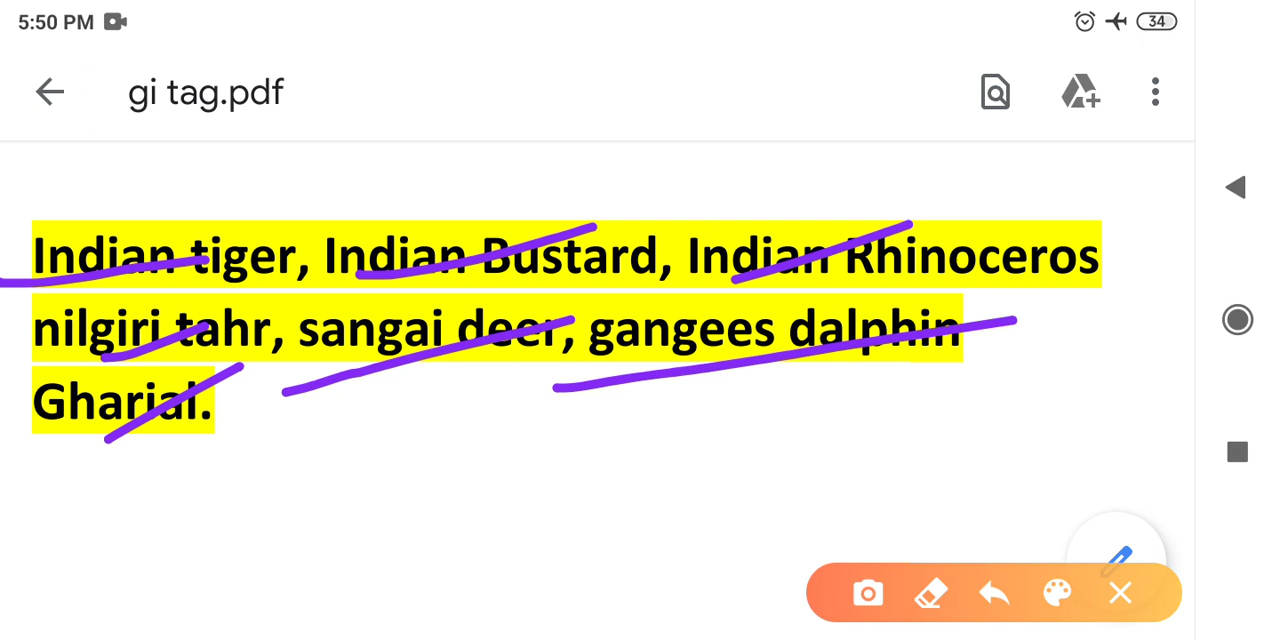 5:50 PM
34
gi tag.pdf
Indian tiger, Indian Bustard, Indian Rhinoceros
nilgiri tahr, sangai deer, gangees dalphin
Gharial.